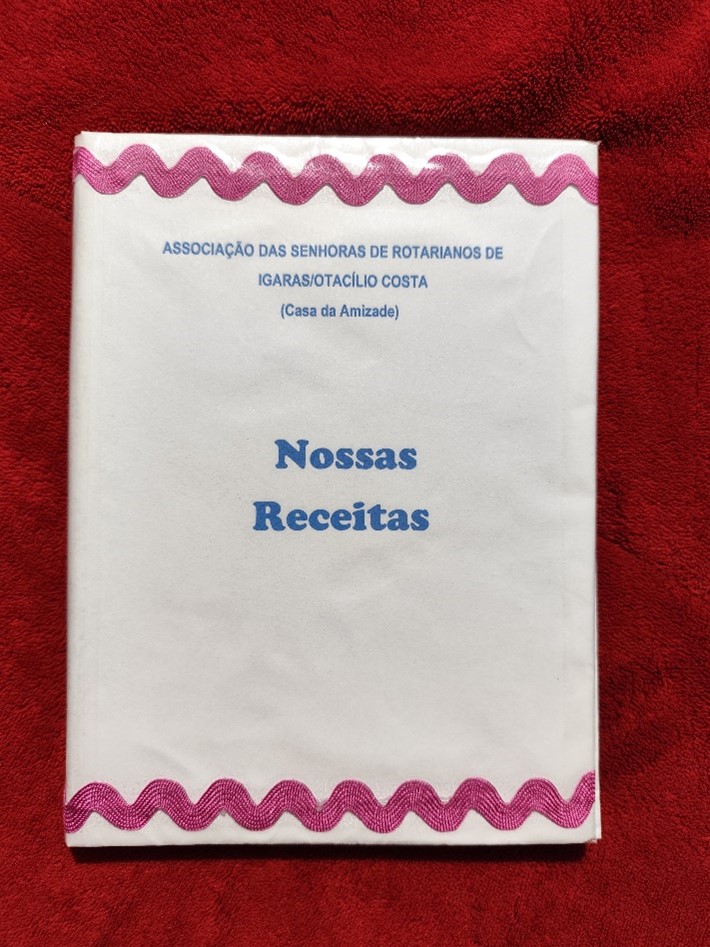 ASSOCIAÇÃO DAS SENHORAS DE ROTARIANOS DE
IGARAS/OTACÍLIO COSTA
(Casa da Amizade)
Nossas
Receitas